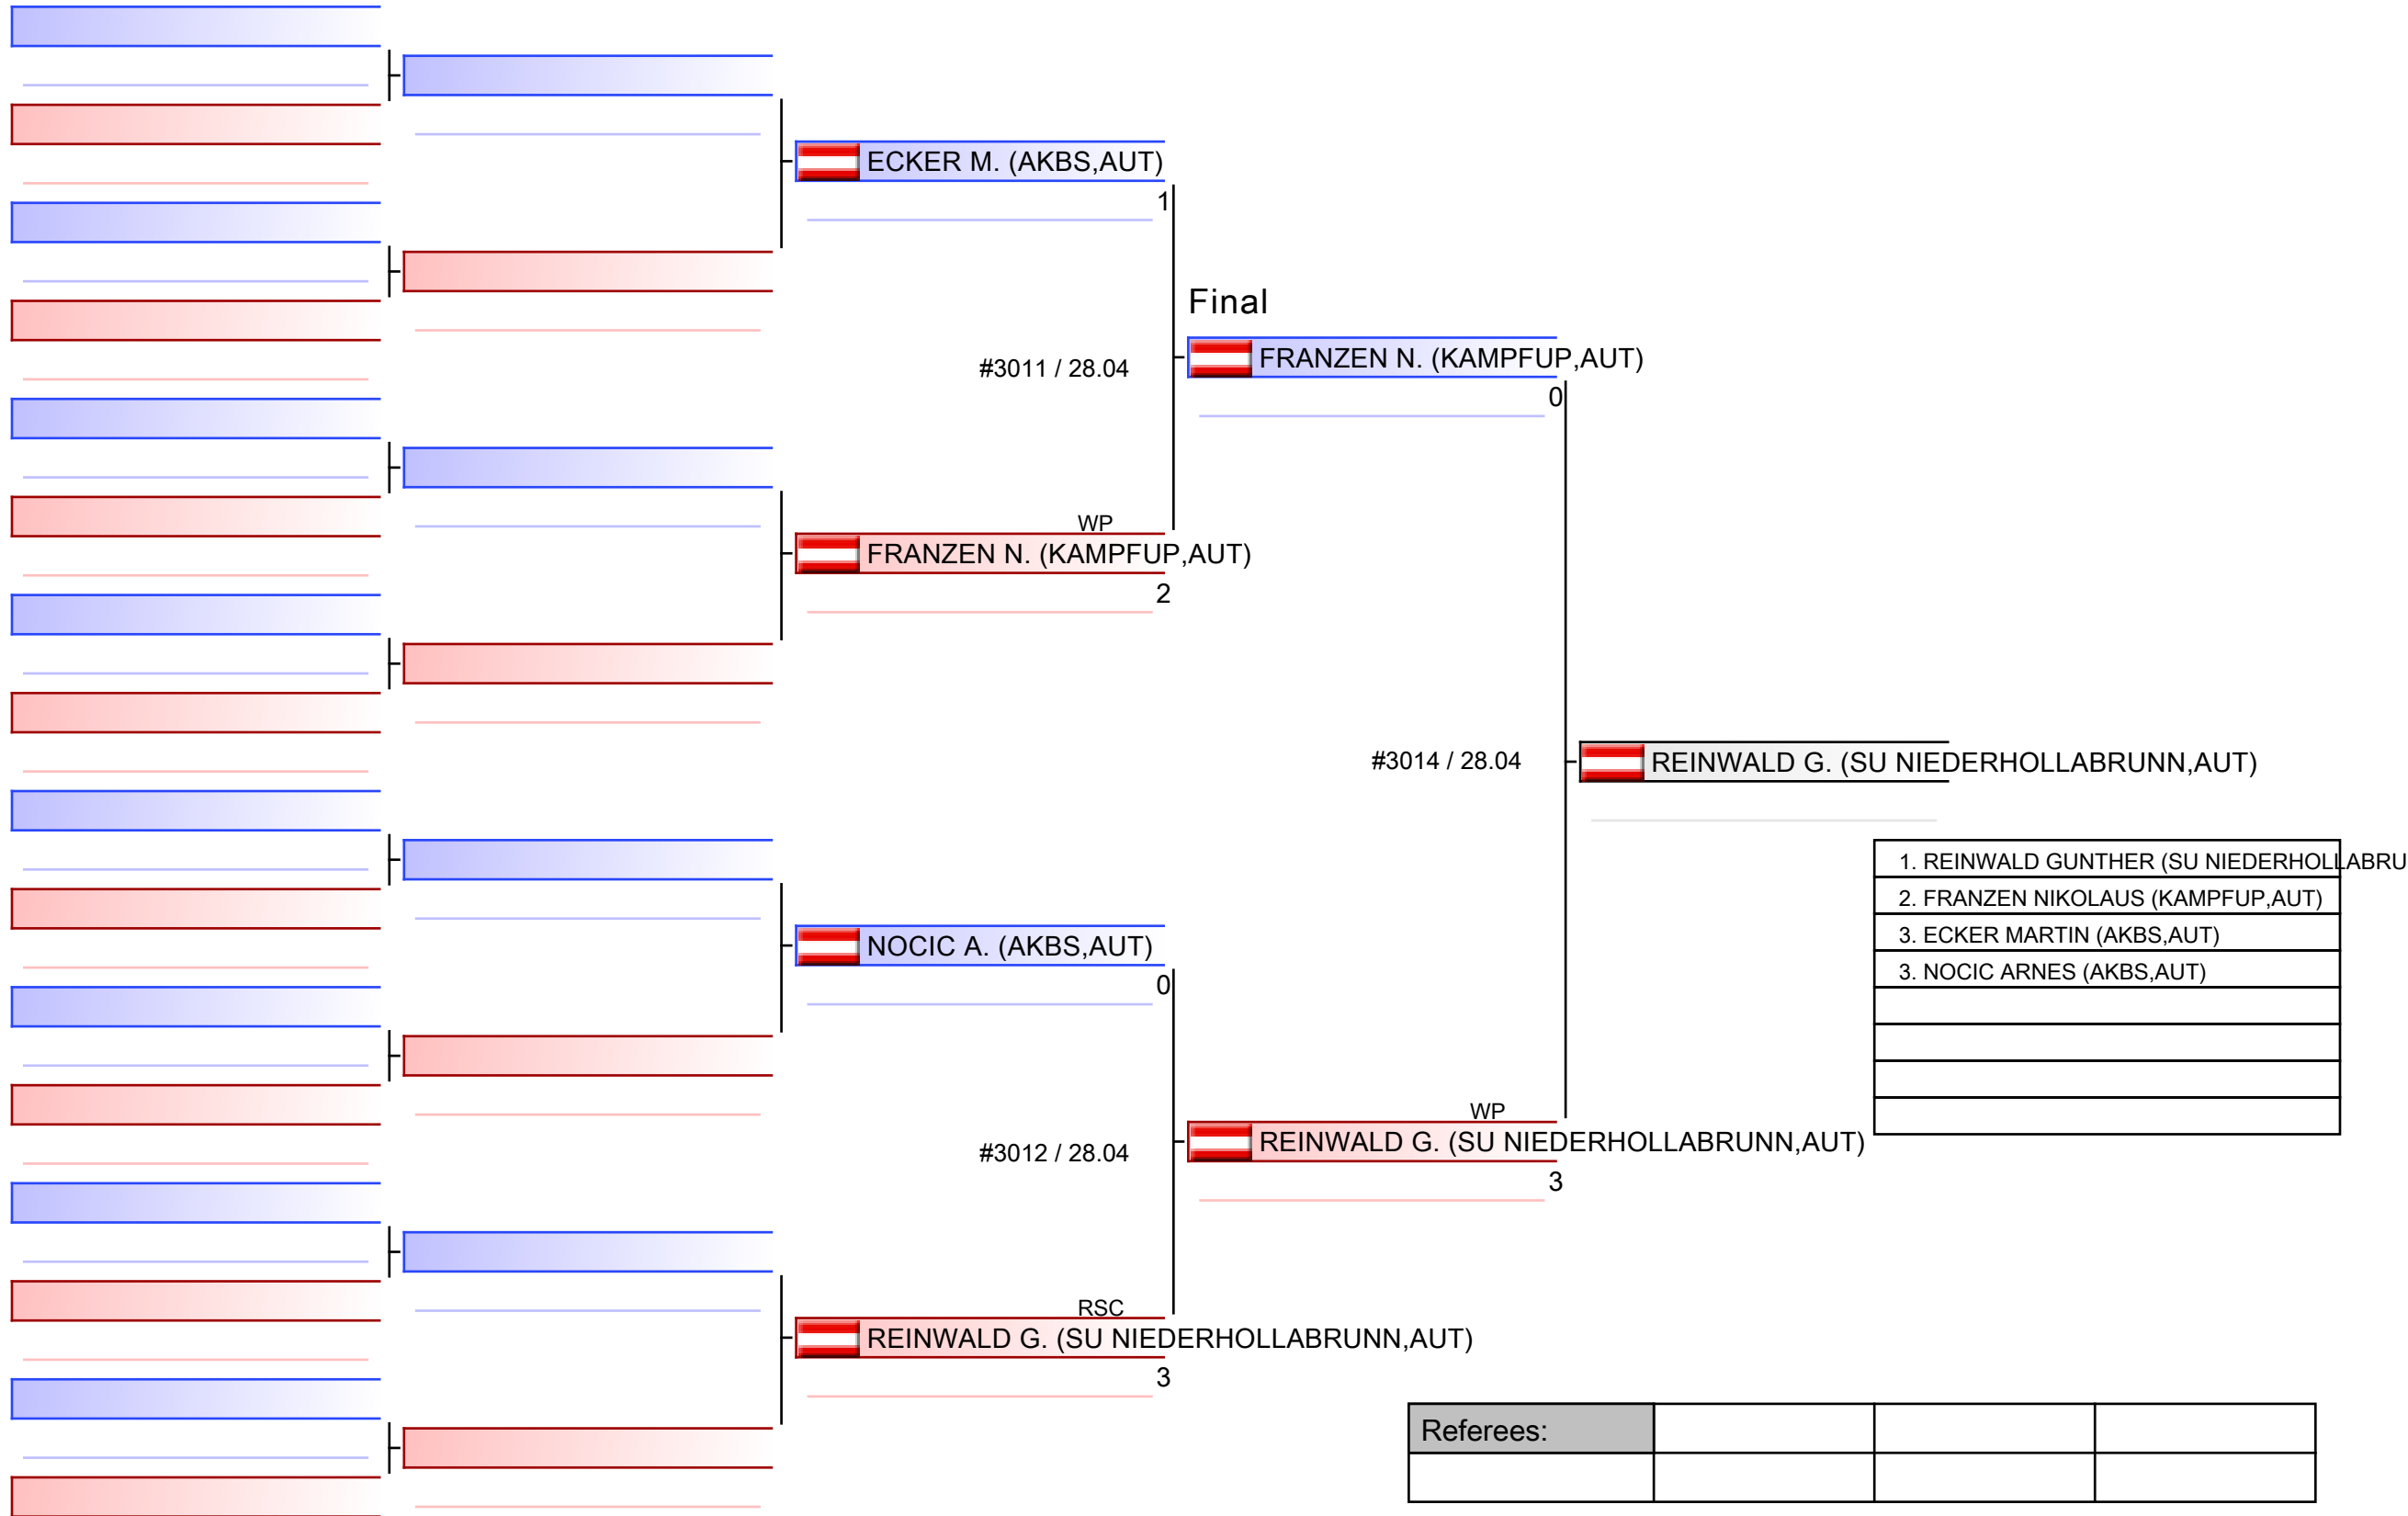 ECKER M. (AKBS,AUT)
1
Final
#3011 / 28.04
FRANZEN N. (KAMPFUP,AUT)
0
WP
FRANZEN N. (KAMPFUP,AUT)
2
#3014 / 28.04
REINWALD G. (SU NIEDERHOLLABRUNN,AUT)
1. REINWALD GUNTHER (SU NIEDERHOLLABRU
2. FRANZEN NIKOLAUS (KAMPFUP,AUT)
3. ECKER MARTIN (AKBS,AUT)
3. NOCIC ARNES (AKBS,AUT)
NOCIC A. (AKBS,AUT)
0
WP
#3012 / 28.04
REINWALD G. (SU NIEDERHOLLABRUNN,AUT)
3
RSC
REINWALD G. (SU NIEDERHOLLABRUNN,AUT)
3
Referees: